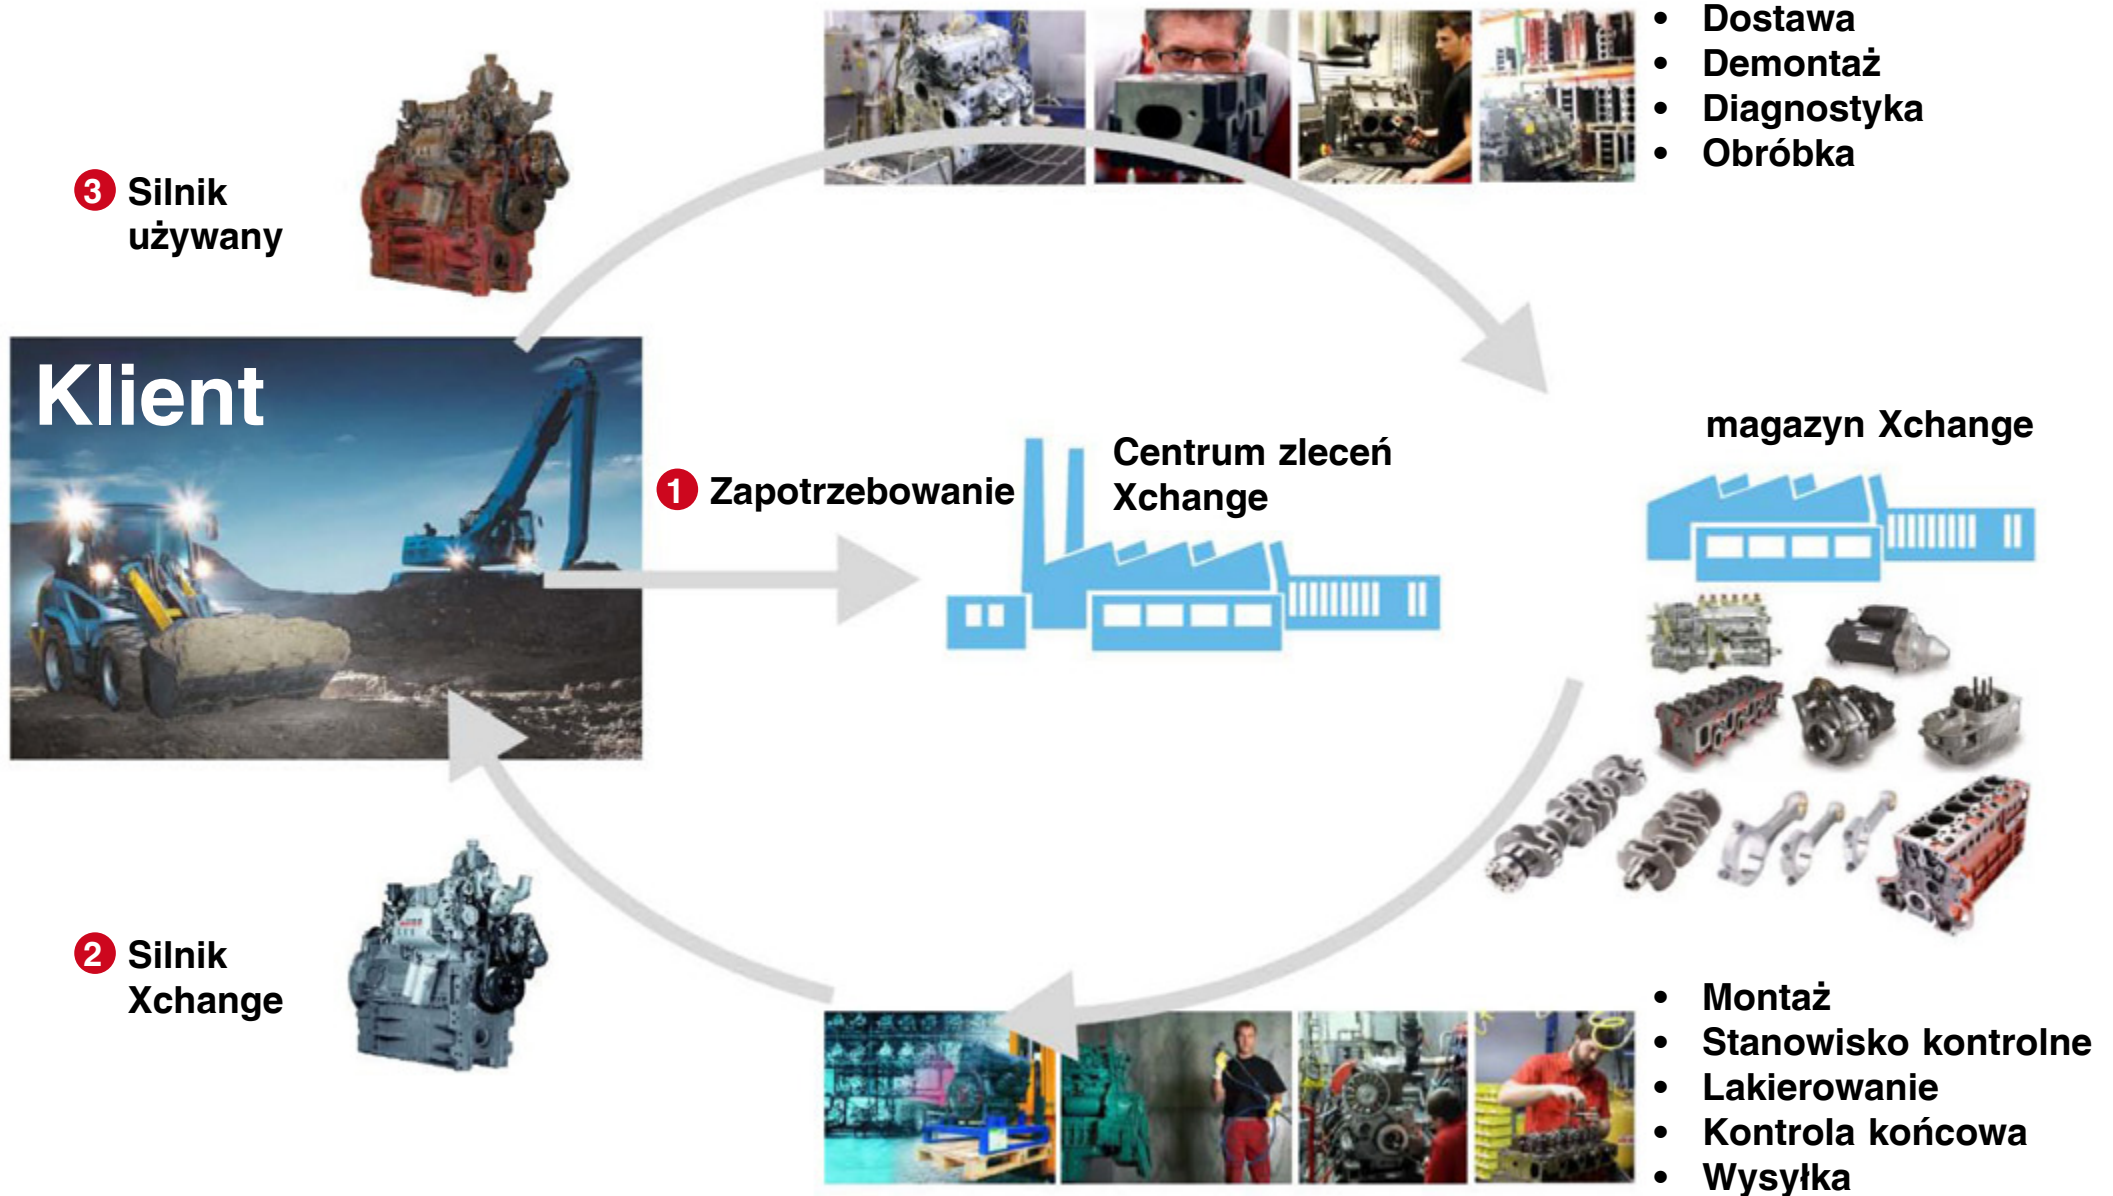 • Dostawa
• Demontaż
• Diagnostyka
• Obróbka
3 Silnik
używany
Klient
1 Zapotrzebowanie
Centrum zleceń
Xchange
magazyn Xchange
2 Silnik
Xchange
• Montaż
• Stanowisko kontrolne
• Lakierowanie
• Kontrola końcowa
• Wysyłka